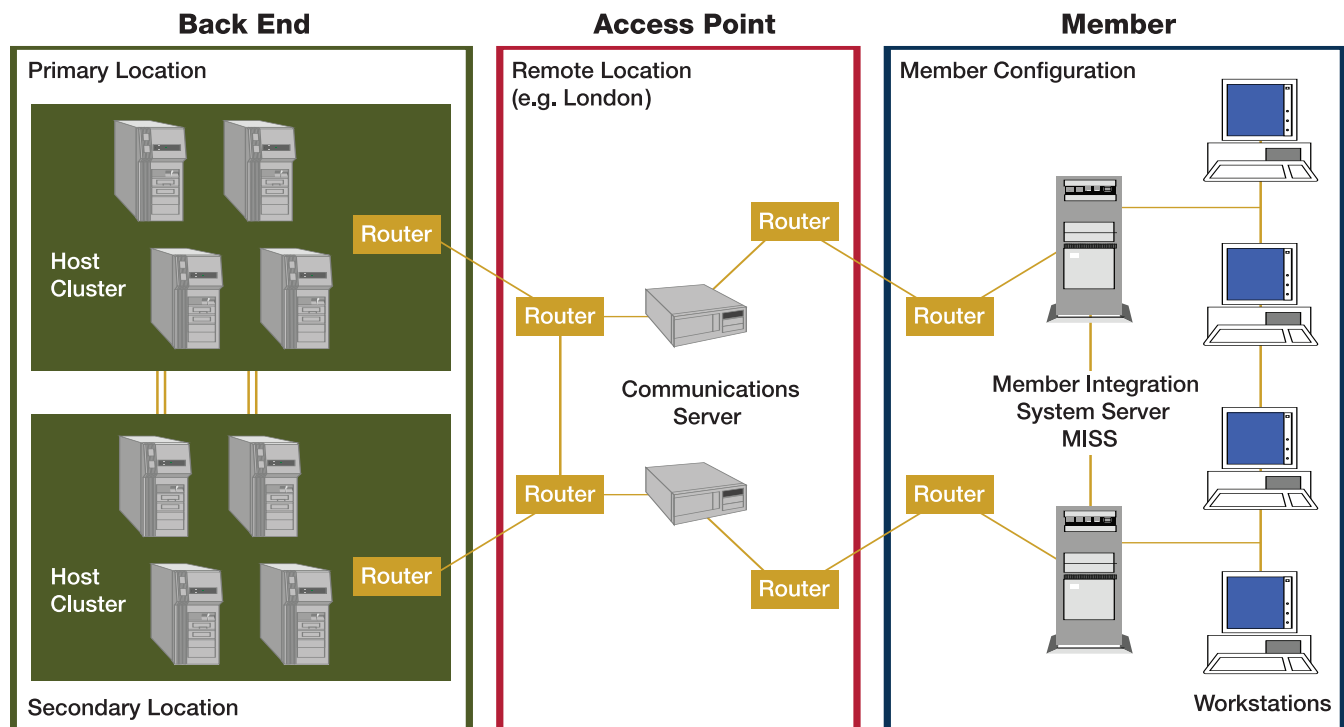 Back End
Access Point
Member
Primary Location
Host
Cluster
Router
Host
Cluster
Router
Secondary Location
Remote Location
(e.g. London)
Router
Router
Communications
Server
Router
Router
Member Configuration
Router
Member Integration
System Server
MISS
Router
Workstations